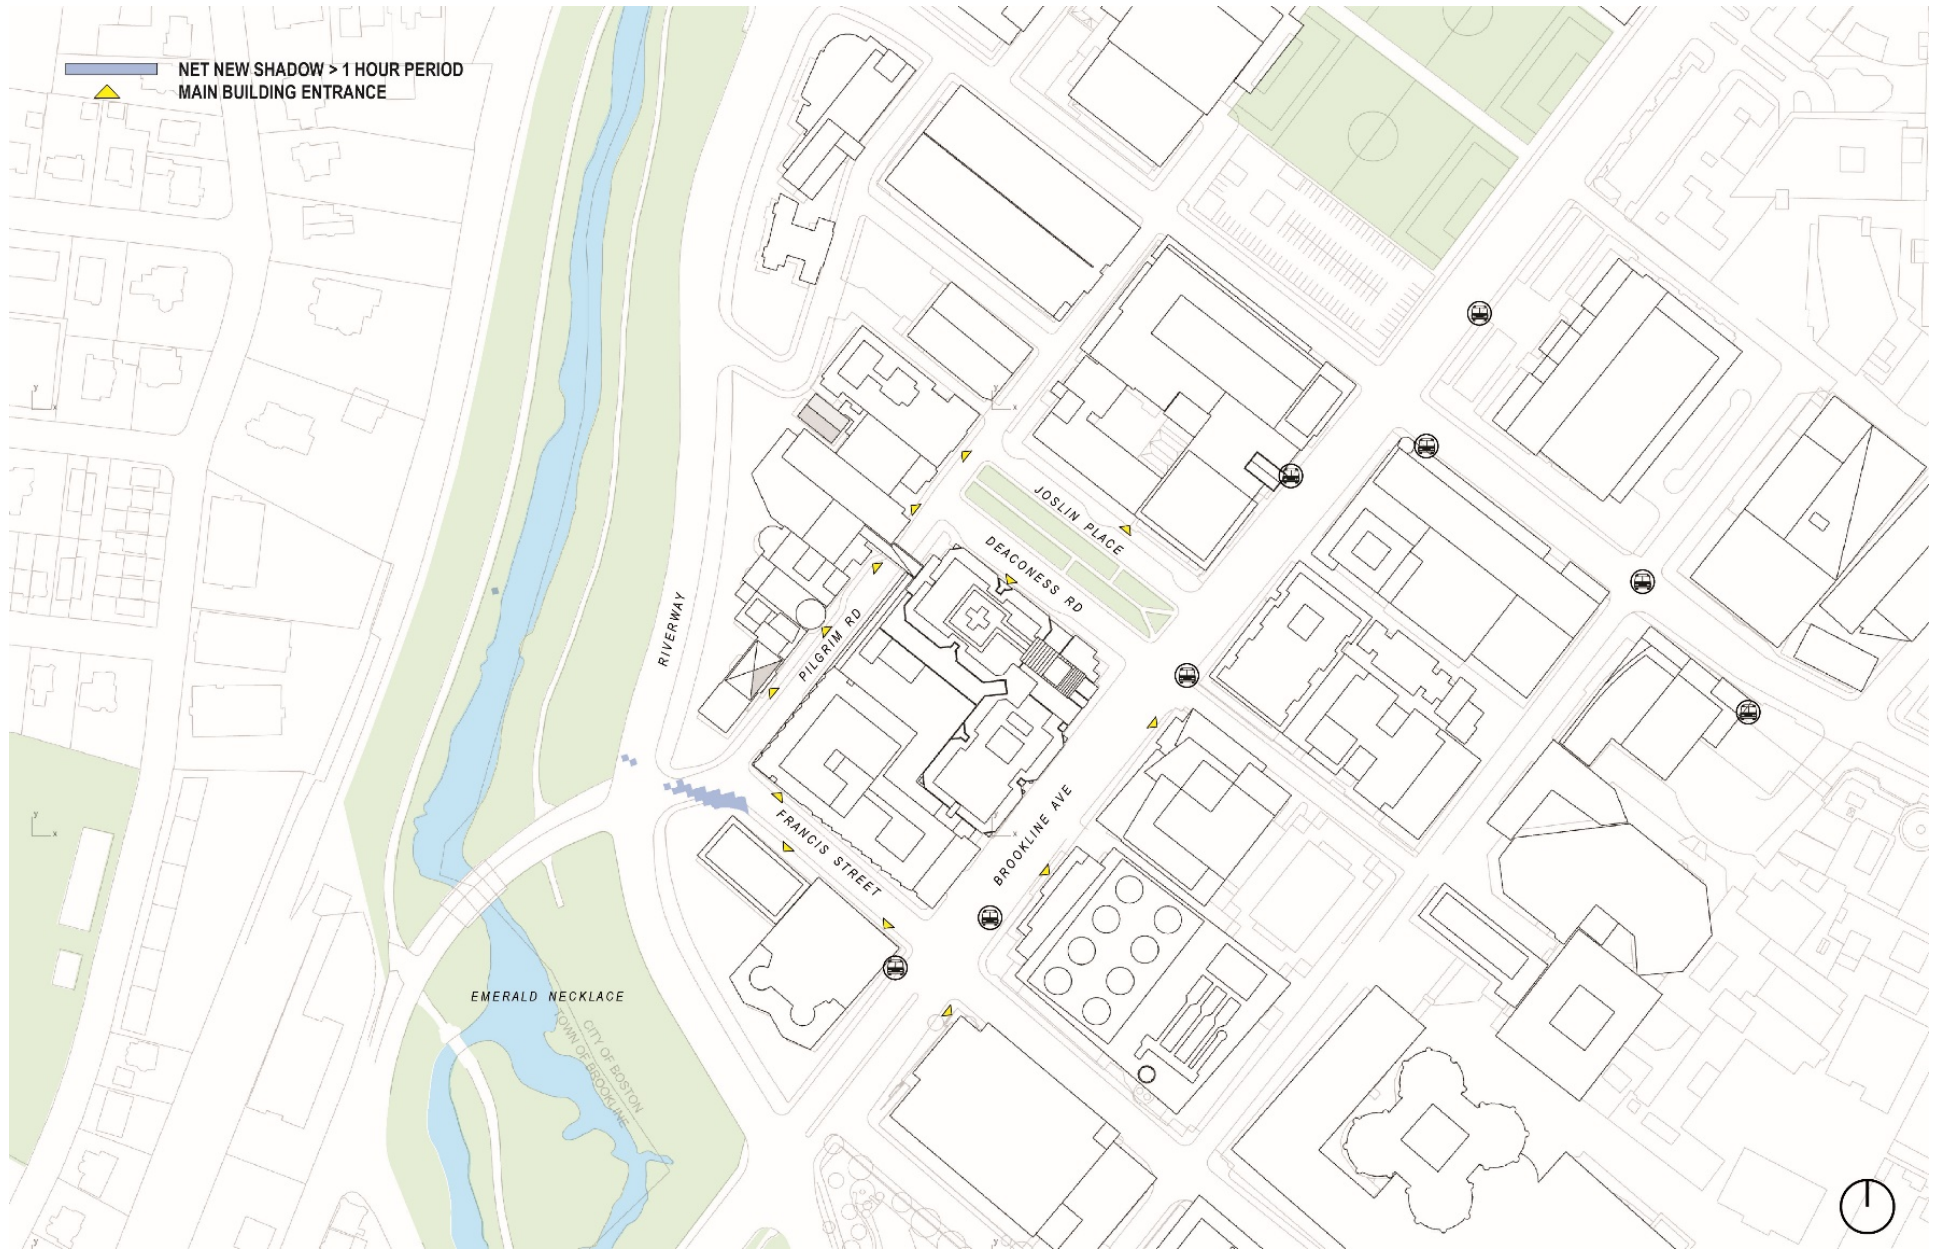 NET NEW SHADOW > 1 HOUR PERIOD
MAIN BUILDING ENTRANCE
JOSLIN PLACE
DEACONESS RD
RIVERWAY
PILGRIM RD
FRANCIS STREET
BROOKLINE AVE
EMERALD NECKLACE
CITY OF BOSTON
TOWN OF BROOKLINE